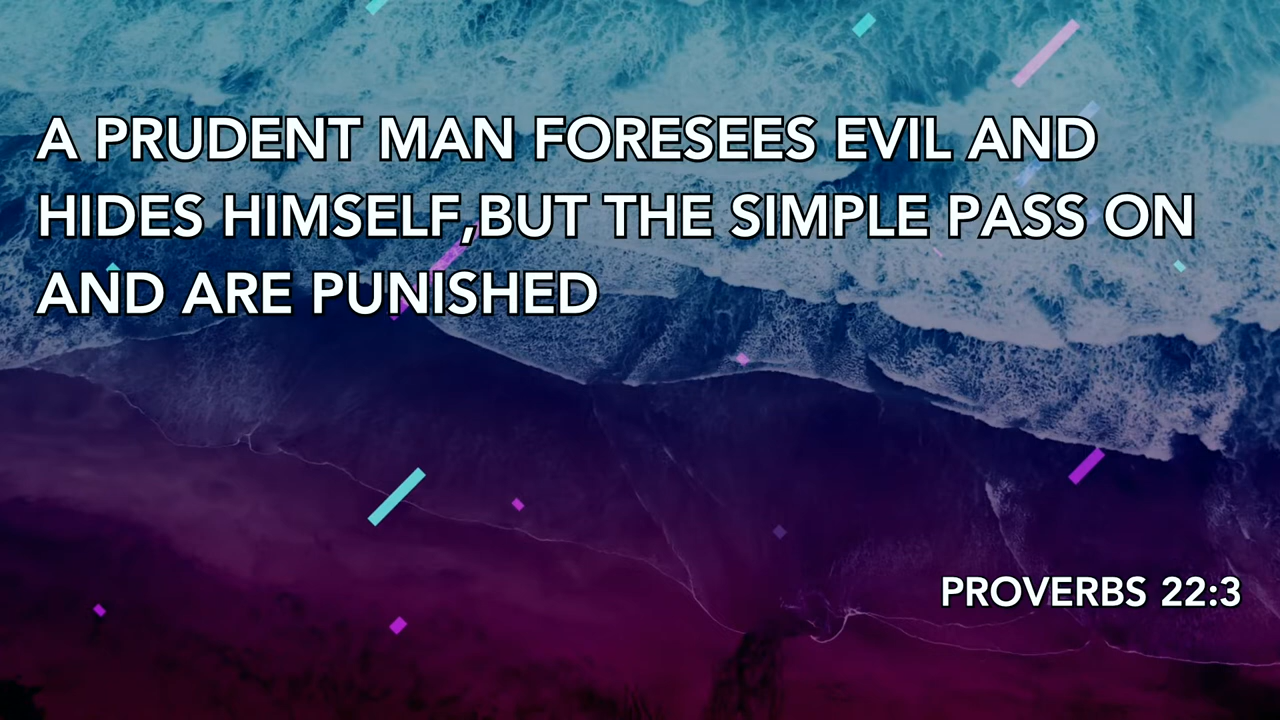 A PRUDENT MAN FORESEES EVIL AND
HIDES HIMSELF,BUT THE SIMPLE PASS ON
AND ARE PUNISHED
PROVERBS 22:3